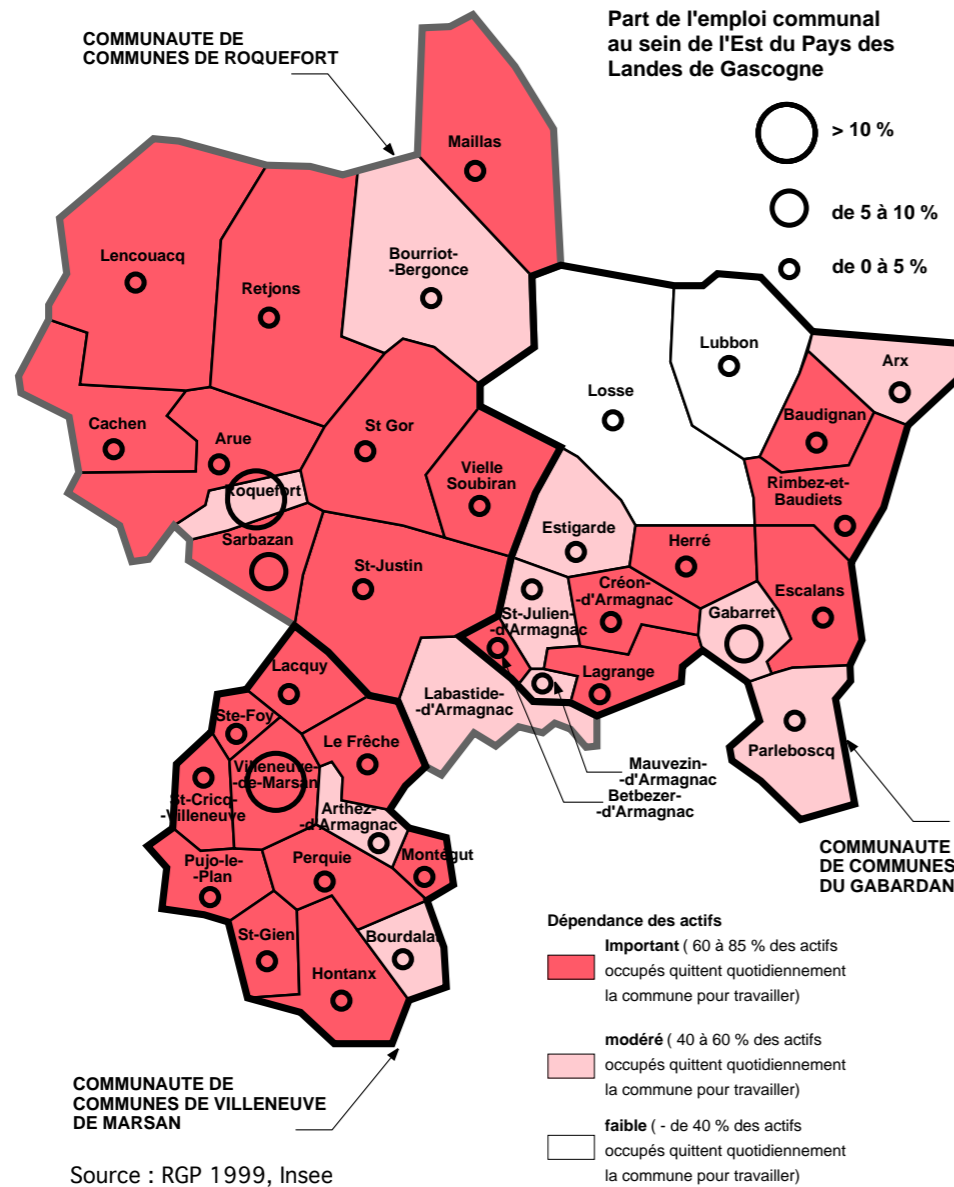 Part de l'emploi communal
au sein de l'Est du Pays des
Landes de Gascogne
> 10 %
de 5 à 10 %
de 0 à 5 %
COMMUNAUTE DE
COMMUNES DE ROQUEFORT
Maillas
Lencouacq
Retjons
Bourriot-
-Bergonce
Lubbon
Losse
Arx
Baudignan
Cachen
Arue
St Gor
Roquefort
Vielle
Soubiran
Rimbez-et-
Baudiets
Sarbazan
Estigarde
St-Justin
Herré
Créon-
-d'Armagnac
Escalans
St-Julien-
-d'Armagnac
Gabarret
Lacquy
Labastide-
-d'Armagnac
Lagrange
Ste-Foy
Le Frêche
Parleboscq
Villeneuve-
-de-Marsan
Mauvezin-
-d'Armagnac
Betbezer-
-d'Armagnac
St-Cricq-
-Villeneuve
Arthez-
-d'Armagnac
Pujo-le-
-Plan
Perquie
Montégut
COMMUNAUTE
DE COMMUNES
DU GABARDAN
St-Gien
Bourdalat
Hontanx
Dépendance des actifs
Important ( 60 à 85 % des actifs
occupés quittent quotidiennement
la commune pour travailler)
modéré ( 40 à 60 % des actifs
occupés quittent quotidiennement
la commune pour travailler)
faible ( - de 40 % des actifs
occupés quittent quotidiennement
la commune pour travailler)
COMMUNAUTE DE
COMMUNES DE VILLENEUVE
DE MARSAN
Source : RGP 1999, Insee